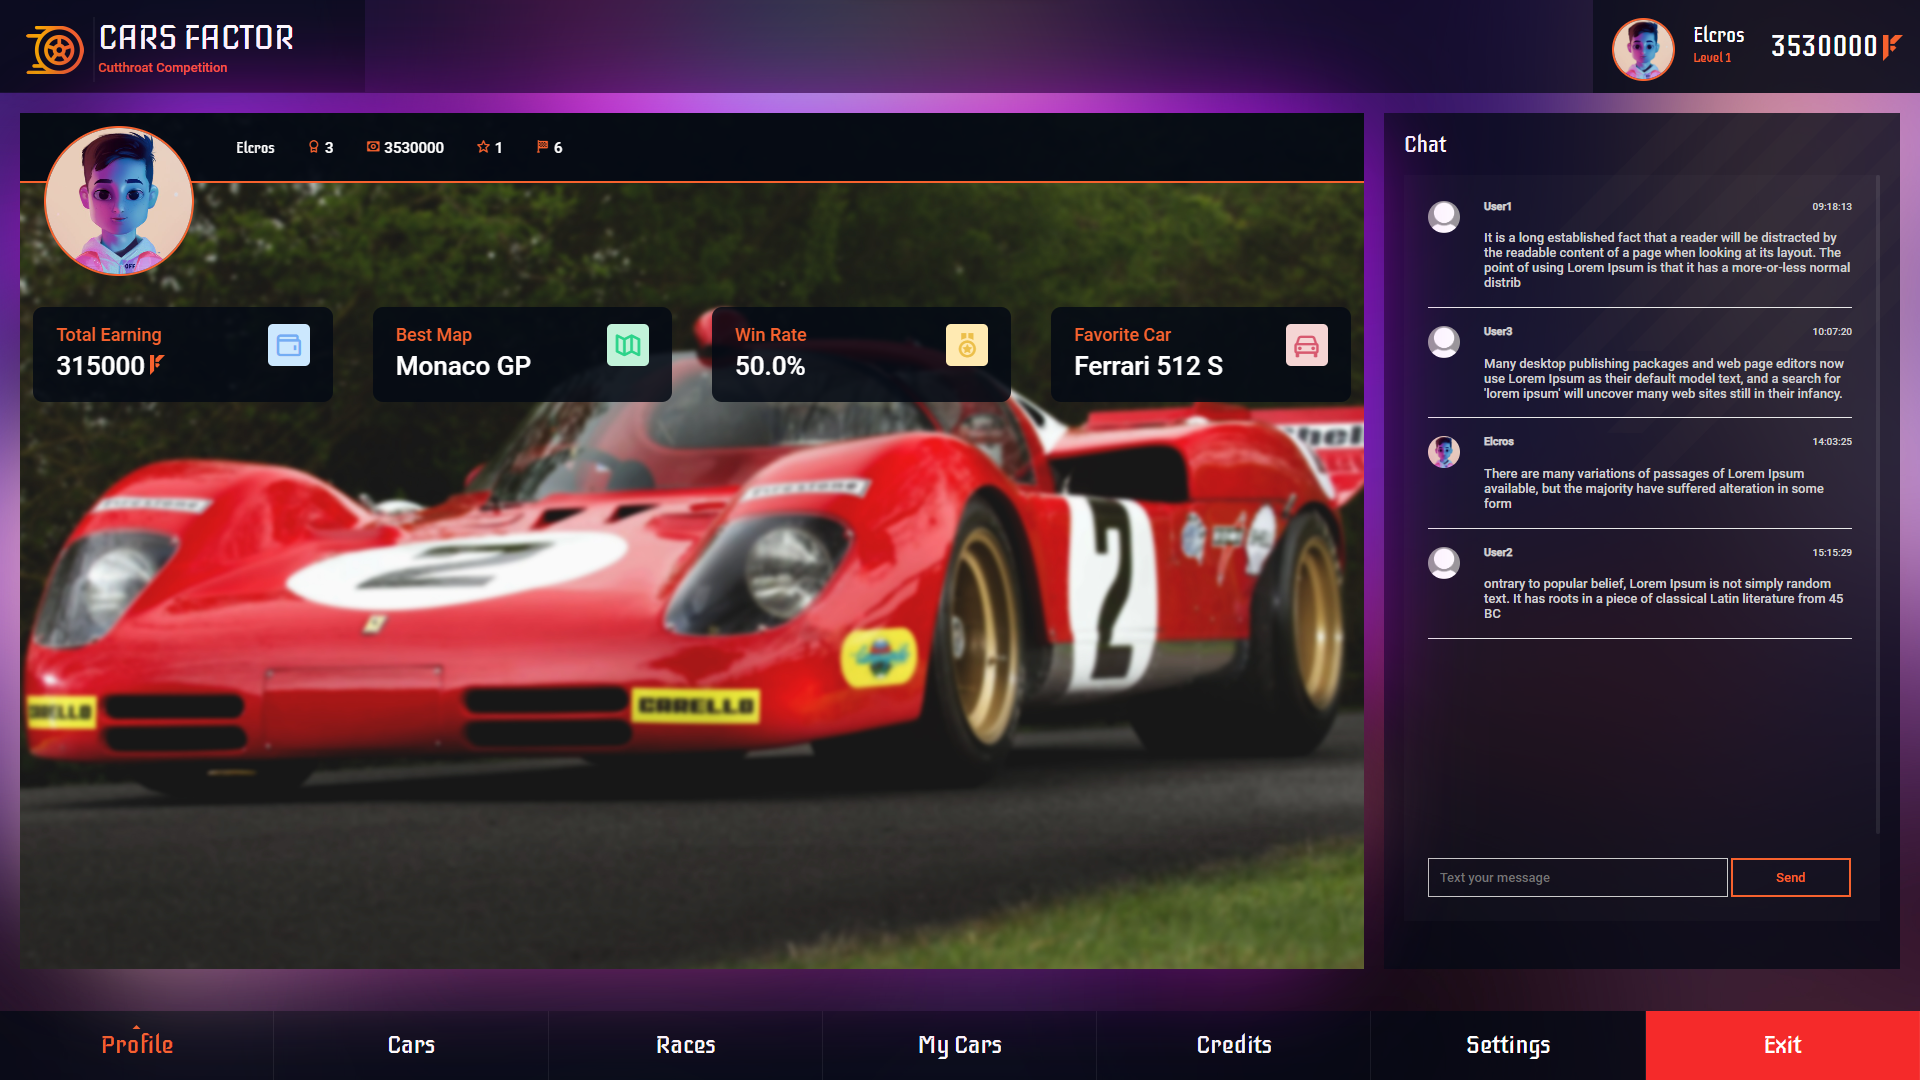 CARS FACTOR
Cutthroat Competition
Elcros
Level 1
3530000
Elcros 3 3530000 1 6
OFF
Total Earning
315000
Best Map
Monaco GP
Win Rate
50.0%
Favorite Car
Ferrari 512 S
FIRESTONE
FIRESTONE
2
2
CARELLO
Chat
User1 09:18:13
It is a long established fact that a reader will be distracted by
the readable content of a page when looking at its layout. The
point of using Lorem Ipsum is that it has a more-or-less normal
distrib
User3 10:07:20
Many desktop publishing packages and web page editors now
use Lorem Ipsum as their default model text, and a search for
'lorem ipsum' will uncover many web sites still in their infancy.
Elcros 14:03:25
There are many variations of passages of Lorem Ipsum
available, but the majority have suffered alteration in some
form
User2 15:15:29
ontrary to popular belief, Lorem Ipsum is not simply random
text. It has roots in a piece of classical Latin literature from 45
BC
Text your message
Send
Profile
Cars
Races
My Cars
Credits
Settings
Exit